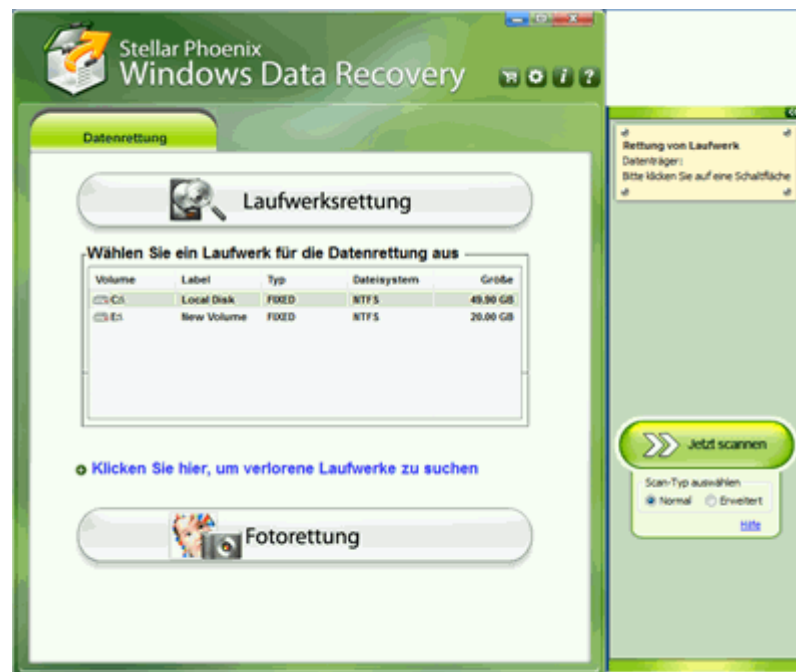 Stellar Phoenix
Windows Data Recovery
Datenrettung
Laufwerksrettung
Wählen Sie ein Laufwerk für die Datenrettung aus
Volume Label Typ Dateisystem Größe
C:\ Local Disk FIXED NTFS 49.90 GB
E:\ New Volume FIXED NTFS 20.00 GB
Klicken Sie hier, um verlorene Laufwerke zu suchen
Fotorettung
Rettung von Laufwerk
Datenträger:
Bitte klicken Sie auf eine Schaltfläche
Jetzt scannen
Scan-Typ auswählen
Normal Erweitert
Hilfe